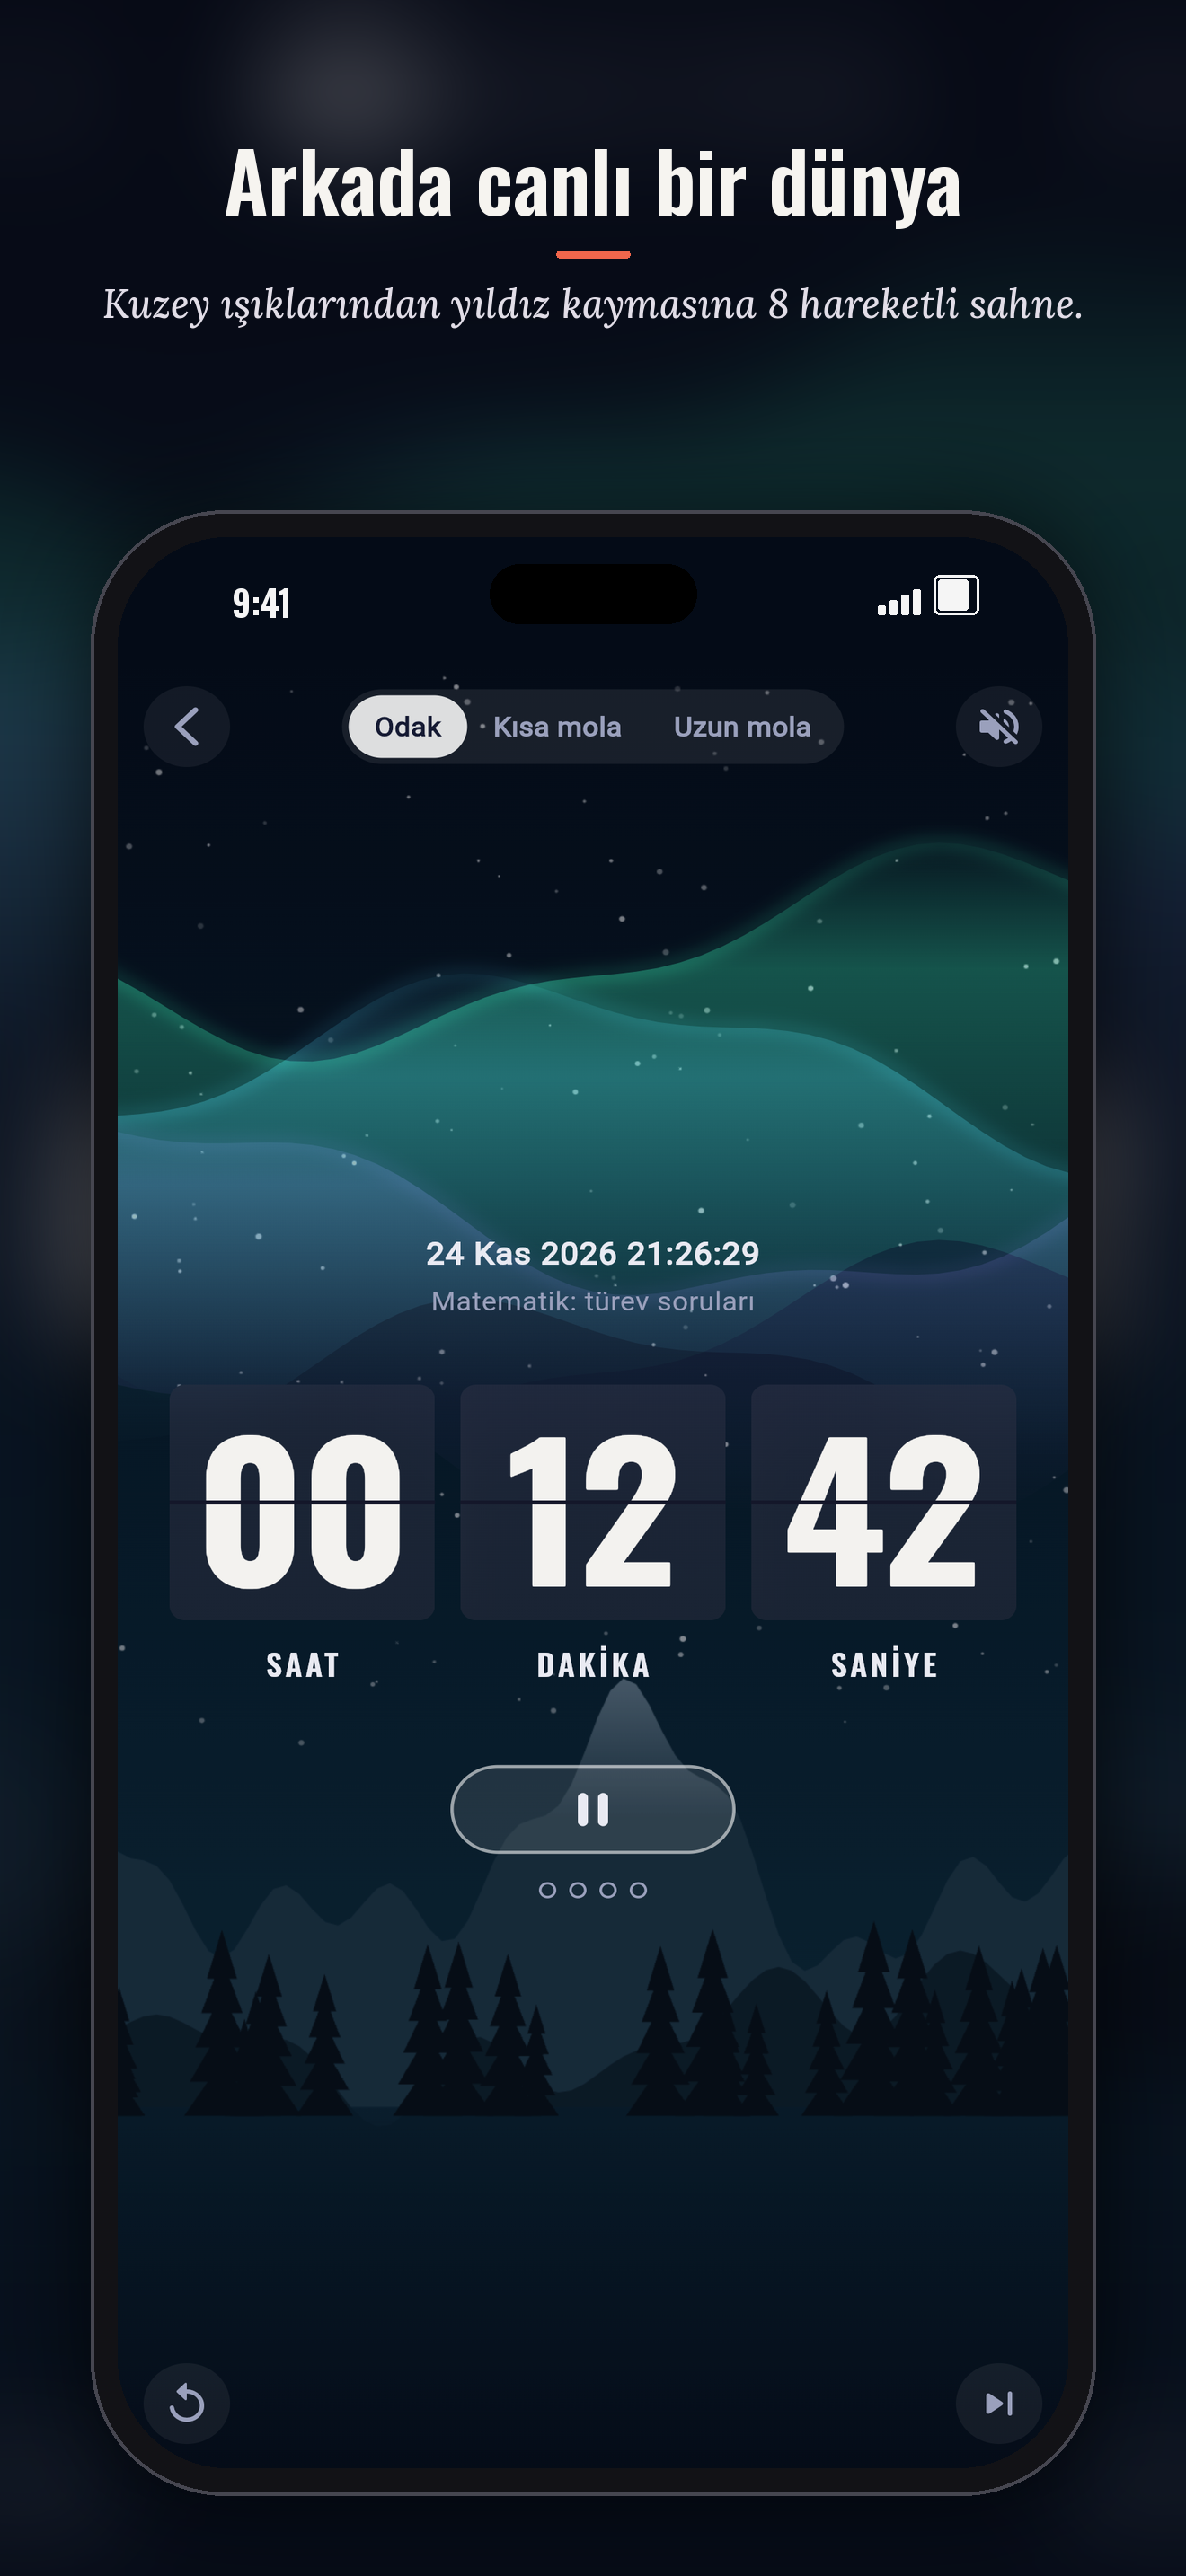 Arkada canlı bir dünya
Kuzey ışıklarından yıldız kaymasına 8 hareketli sahne.
9:41
Odak Kısa mola Uzun mola
24 Kas 2026 21:26:29
Matematik: türev soruları
00 12 42
SAAT DAKİKA SANİYE